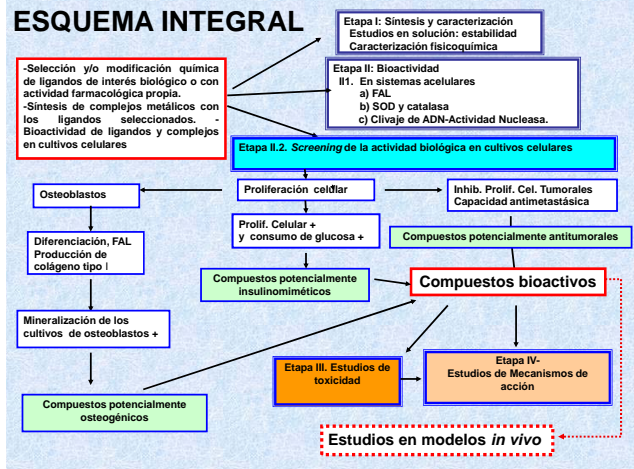 ESQUEMA INTEGRAL
Etapa I: Síntesis y caracterización
Estudios en solución: estabilidad
Caracterización fisicoquímica
-Selección y/o modificación química
de ligandos de interés biológico o con
actividad farmacológica propia.
-Síntesis de complejos metálicos con
los ligandos seleccionados. -
Bioactividad de ligandos y complejos
en cultivos celulares
Etapa II: Bioactividad
II1. En sistemas acelulares
a) FAL
b) SOD y catalasa
c) Clivaje de ADN-Actividad Nucleasa.
Etapa II.2. Screening de la actividad biológica en cultivos celulares
Osteoblastos
Proliferación celular
Inhib. Prolif. Cel. Tumorales
Capacidad antimetastásica
Diferenciación, FAL
Producción de
colágeno tipo I
Prolif. Celular +
y consumo de glucosa +
Compuestos potencialmente antitumorales
Compuestos potencialmente
insulinomiméticos
Compuestos bioactivos
Mineralización de los
cultivos de osteoblastos +
Etapa III. Estudios de
toxicidad
Etapa IV-
Estudios de Mecanismos de
acción
Compuestos potencialmente
osteogénicos
Estudios en modelos in vivo